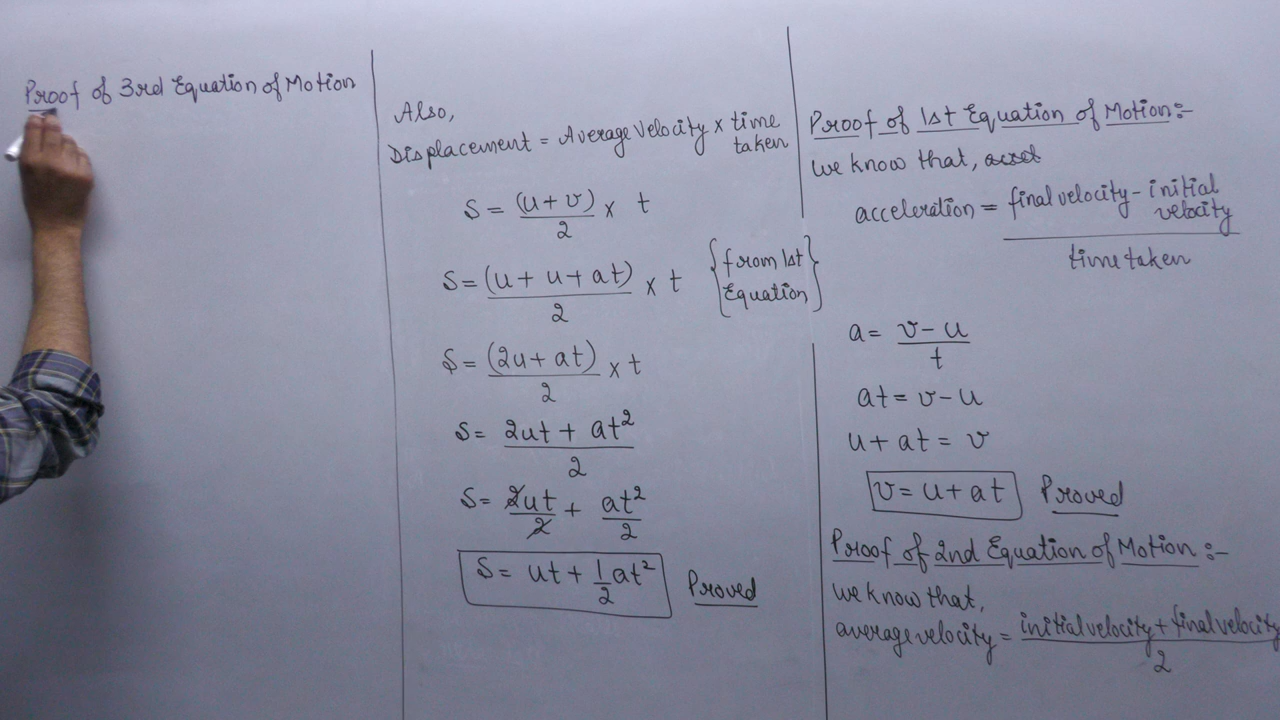 Proof of 3rd Equation of Motion
Also,
Displacement = Average Velocity × time
taken
S = (u + v)/2 × t
S = (u + u + at)/2 × t {from 1st Equation}
S = (2u + at)/2 × t
S = 2ut + at²/2
S = 2ut/2 + at²/2
S = ut + 1/2 at² Proved
Proof of 1st Equation of Motion:-
we know that,
acceleration = final velocity - initial velocity / time taken
a = v - u/t
at = v - u
u + at = v
v = u + at Proved
Proof of 2nd Equation of Motion:-
we know that,
average velocity = initial velocity + final velocity/2